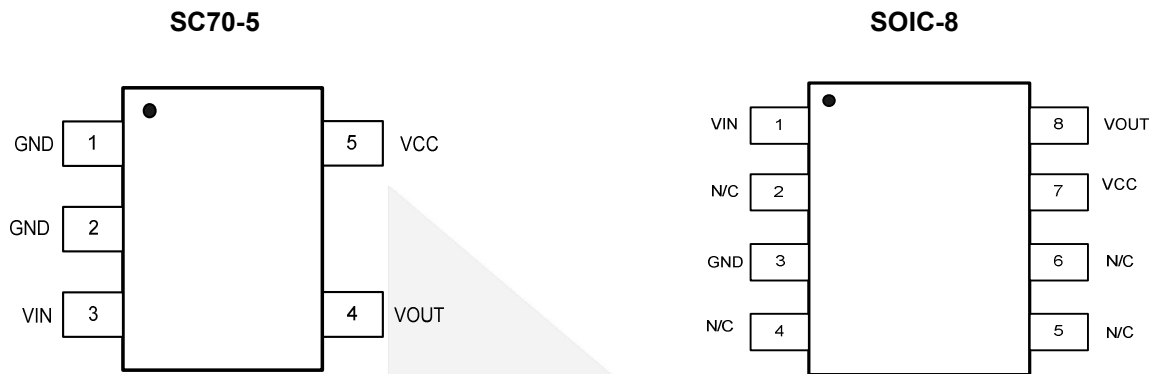 SC70-5
GND 1 5 VCC
GND 2
VIN 3 4 VOUT
SOIC-8
VIN 1 8 VOUT
N/C 2 7 VCC
GND 3 6 N/C
N/C 4 5 N/C